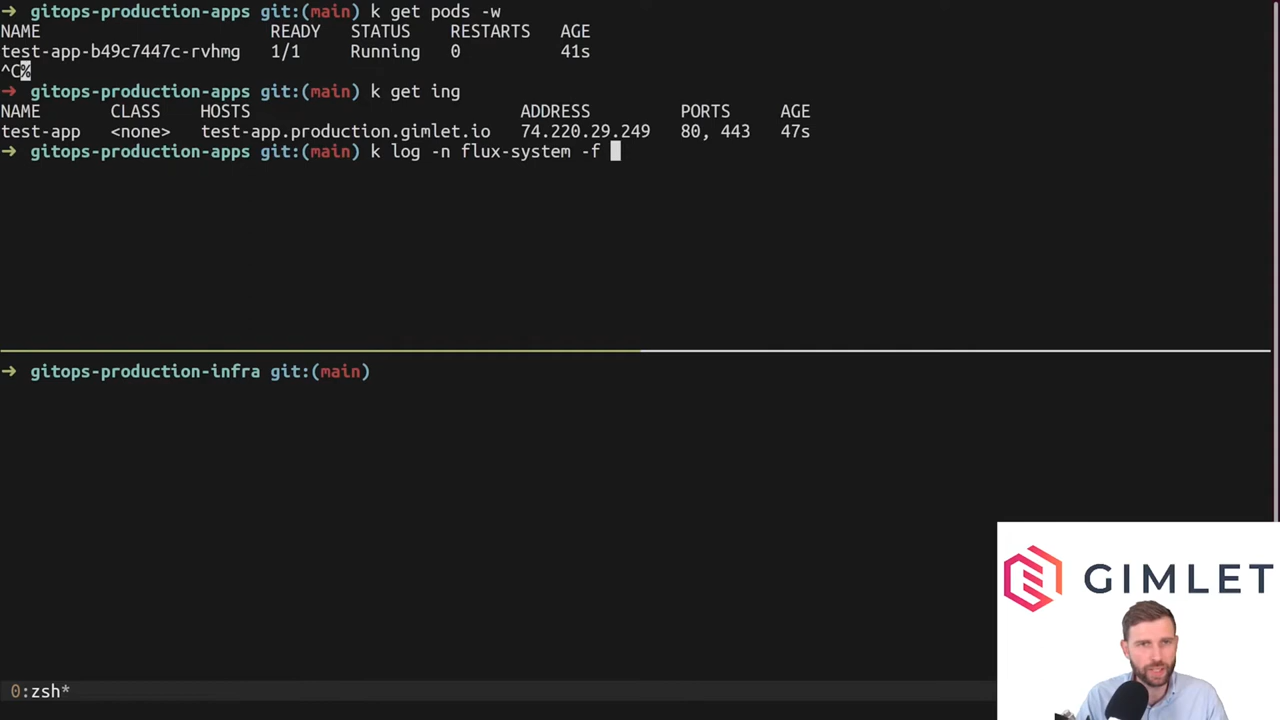 ➜ gitops-production-apps git:(main) k get pods -w
NAME READY STATUS RESTARTS AGE
test-app-b49c7447c-rvhmg 1/1 Running 0 41s
^C%
➜ gitops-production-apps git:(main) k get ing
NAME CLASS HOSTS ADDRESS PORTS AGE
test-app <none> test-app.production.gimlet.io 74.220.29.249 80, 443 47s
➜ gitops-production-apps git:(main) k log -n flux-system -f
➜ gitops-production-infra git:(main)
GIMLET
0:zsh*